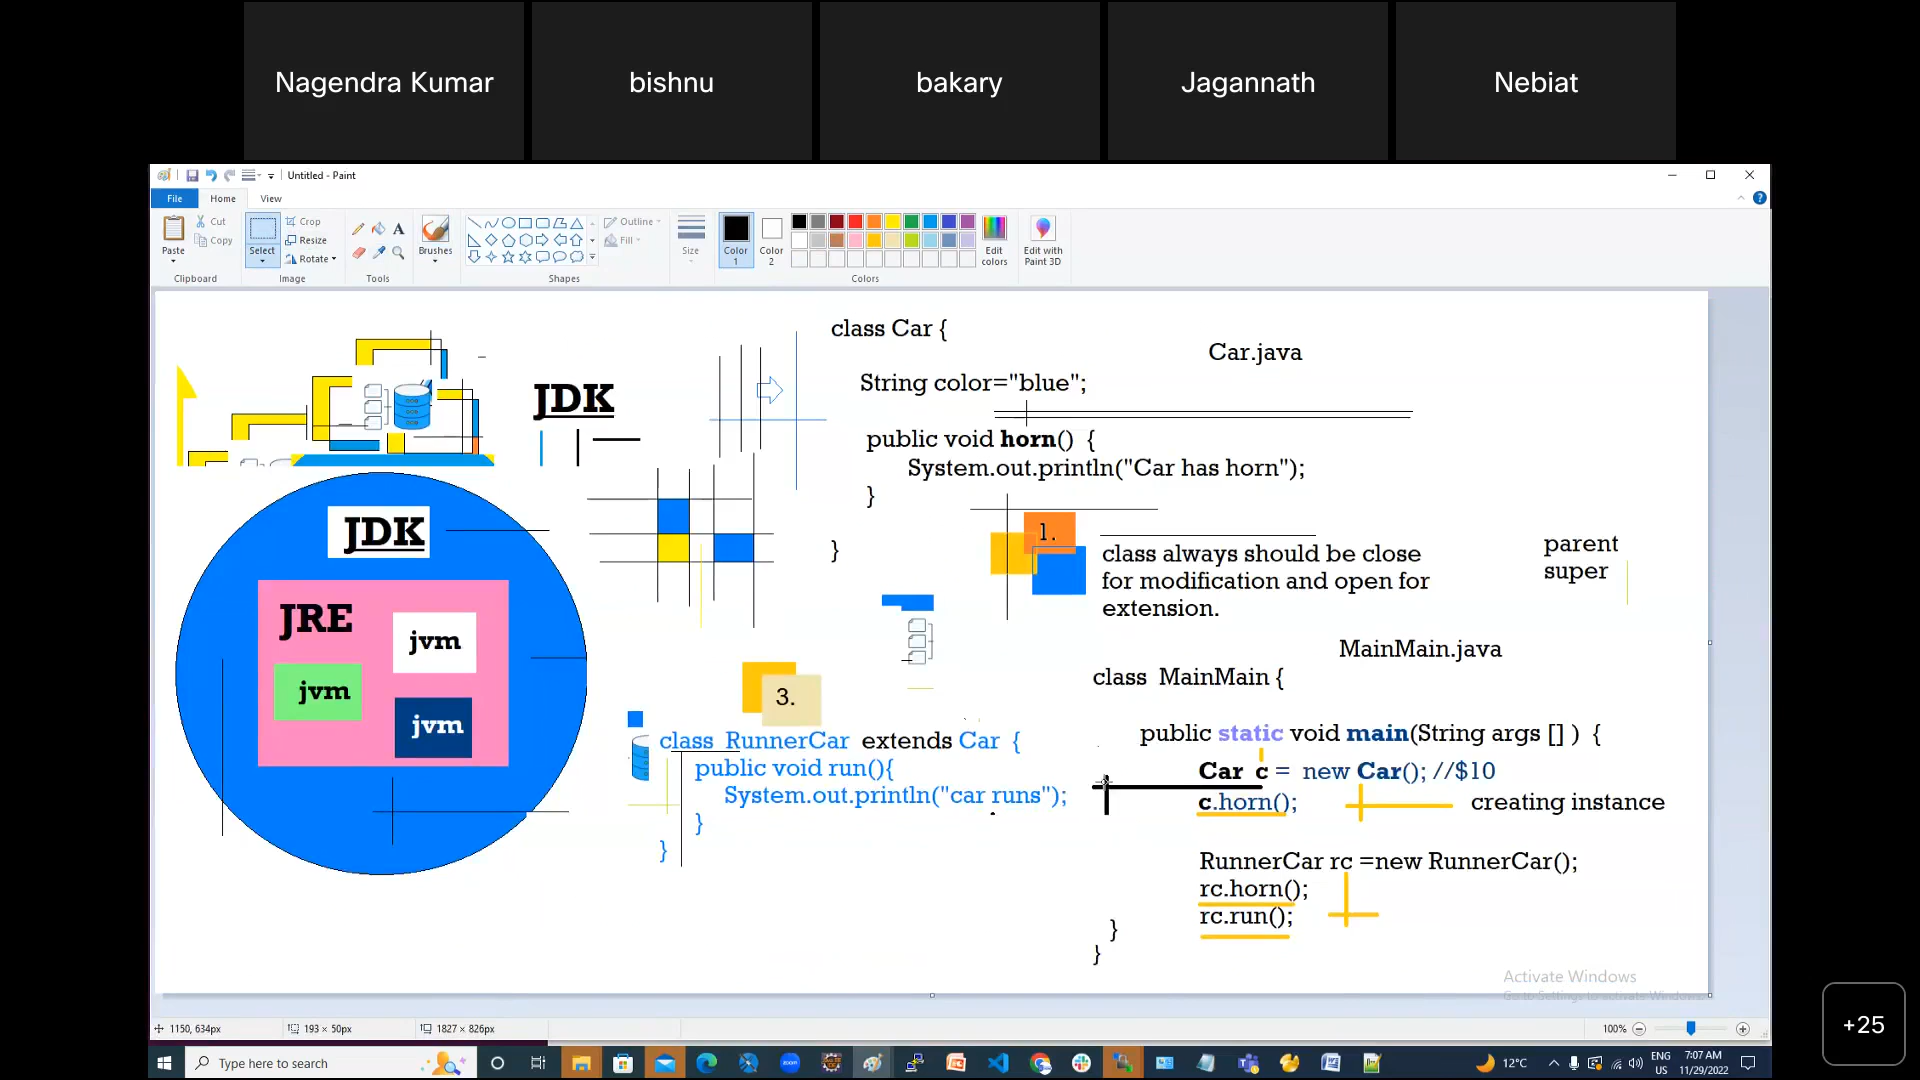 Nagendra Kumar
bishnu
bakary
Jagannath
Nebiat
Untitled - Paint
File
Home
View
Paste
Cut
Copy
Clipboard
Select
Crop
Resize
Rotate
Image
A
Tools
Brushes
Shapes
Outline
Fill
Size
Color 1
Color 2
Colors
Edit colors
Edit with Paint 3D
JDK
JDK
JRE
jvm
jvm
jvm
class Car {
Car.java
String color="blue";
public void horn() {
System.out.println("Car has horn");
}
}
1.
class always should be close
for modification and open for
extension.
parent
super
3.
class RunnerCar extends Car {
public void run(){
System.out.println("car runs");
}
}
MainMain.java
class MainMain {
public static void main(String args [] ) {
Car c = new Car(); //$10
c.horn();
creating instance
RunnerCar rc =new RunnerCar();
rc.horn();
rc.run();
}
}
Activate Windows
1150, 634px
193 × 50px
1827 × 826px
100%
Type here to search
12°C
ENG
US
7:07 AM
11/29/2022
+25